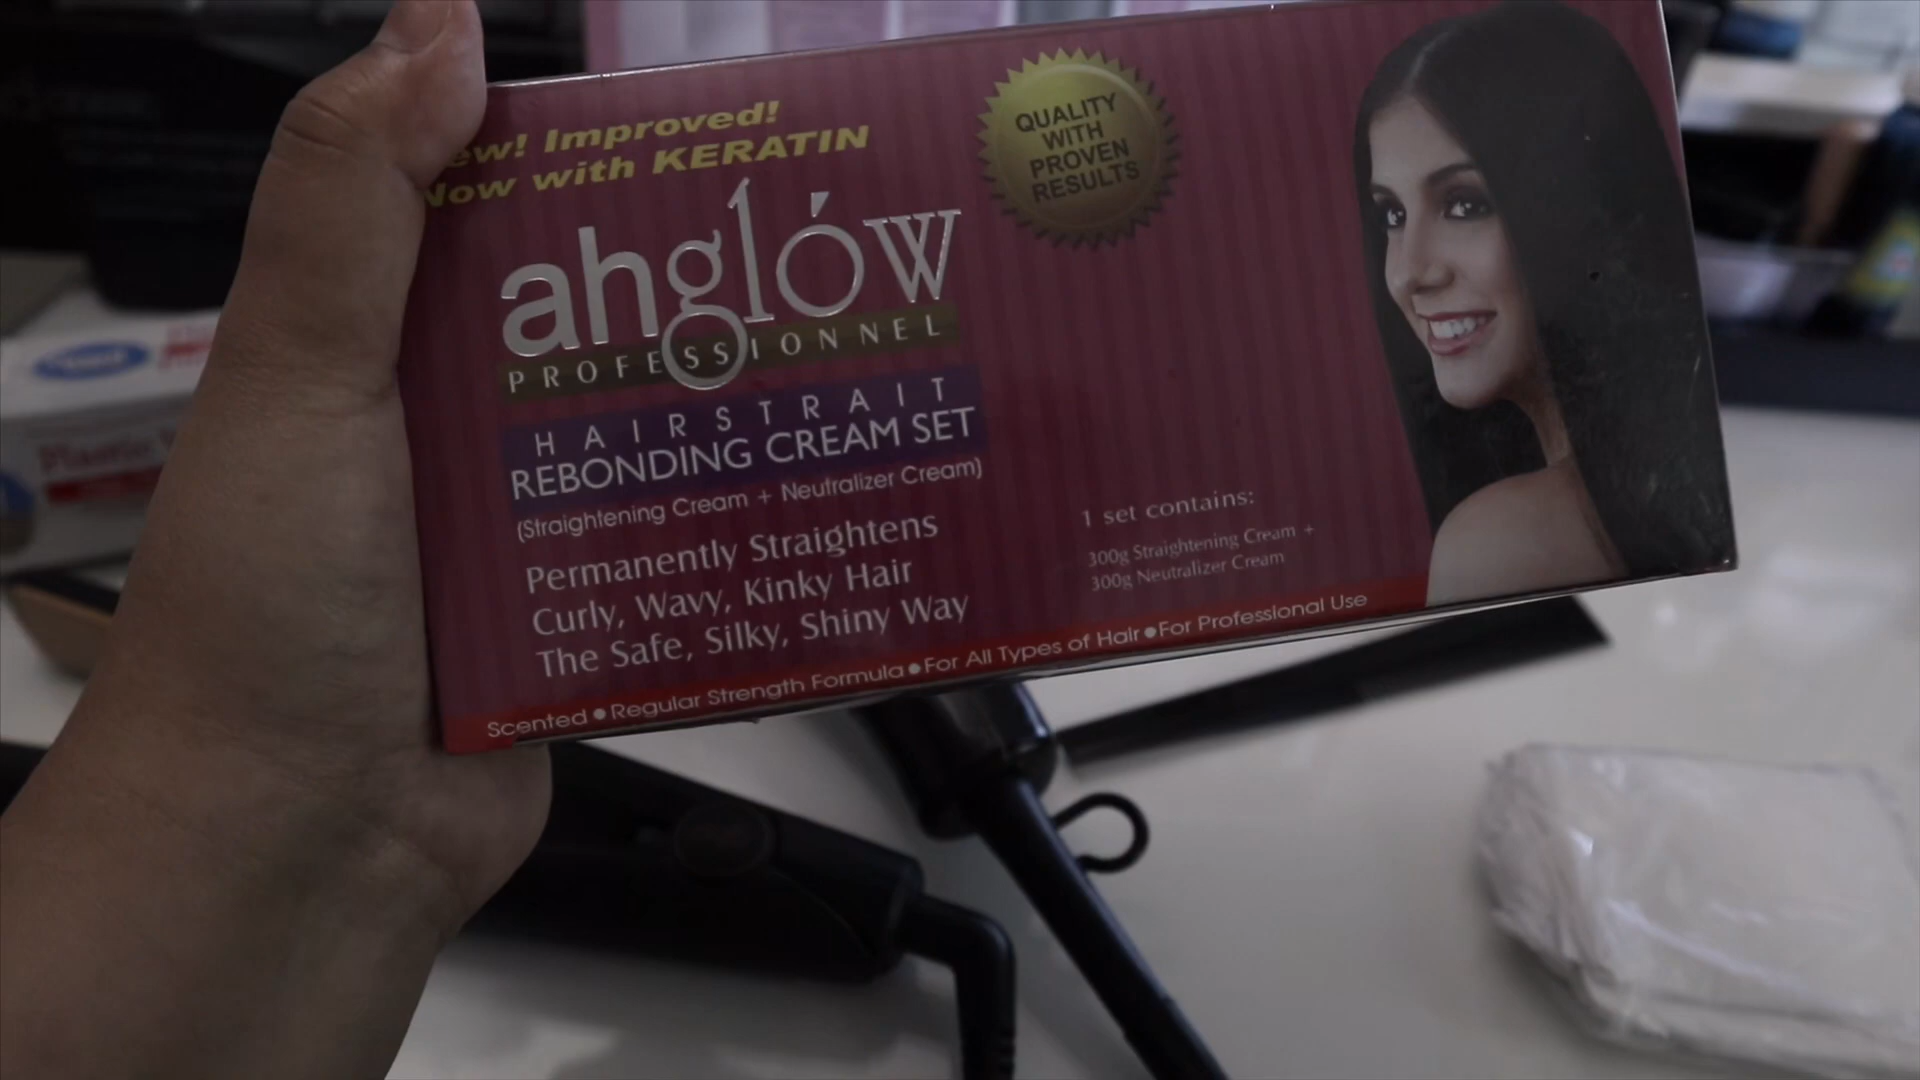 ew! Improved!
Now with KERATIN
ahglów
PROFESSIONNEL
HAIRSTRAIT
REBONDING CREAM SET
(Straightening Cream + Neutralizer Cream)
Permanently Straightens
Curly, Wavy, Kinky Hair
The Safe, Silky, Shiny Way
QUALITY
WITH
PROVEN
RESULTS
1 set contains:
300g Straightening Cream +
300g Neutralizer Cream
Scented ● Regular Strength Formula ● For All Types of Hair ● For Professional Use
Plastic